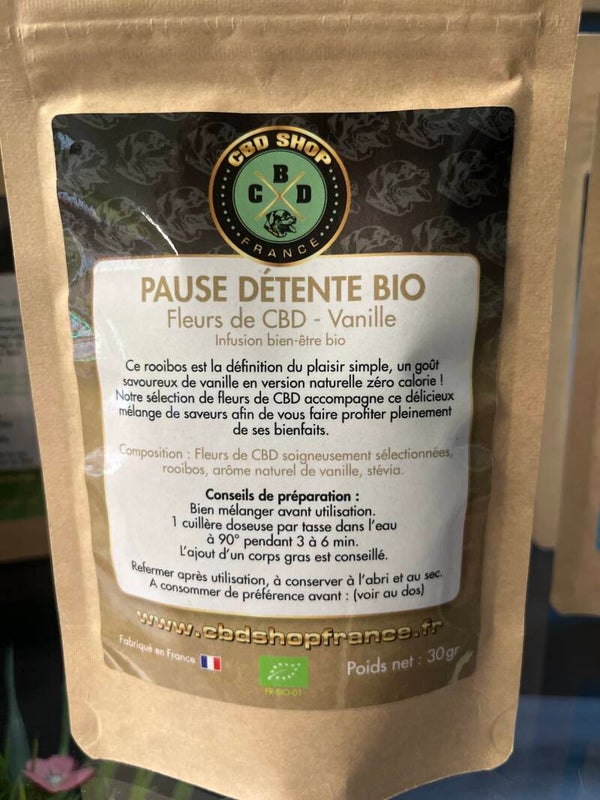 CBD SHOP
B
C D
FRANCE
PAUSE DÉTENTE BIO
Fleurs de CBD - Vanille
Infusion bien-être bio
Ce rooibos est la définition du plaisir simple, un goût
savoureux de vanille en version naturelle zéro calorie !
Notre sélection de fleurs de CBD accompagne ce délicieux
mélange de saveurs afin de vous faire profiter pleinement
de ses bienfaits.
Composition : Fleurs de CBD soigneusement sélectionnées,
rooibos, arôme naturel de vanille, stévia.
Conseils de préparation :
Bien mélanger avant utilisation.
1 cuillère doseuse par tasse dans l'eau
à 90° pendant 3 à 6 min.
L'ajout d'un corps gras est conseillé.
Refermer après utilisation, à conserver à l'abri et au sec.
A consommer de préférence avant : (voir au dos)
www.cbdshopfrance.fr
Fabriqué en France
FR-BIO-01
Poids net : 30gr